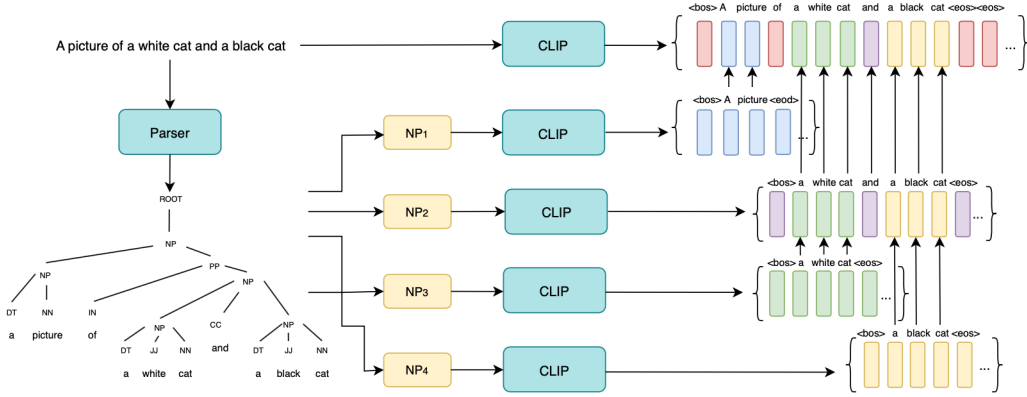 <bos> A picture of a white cat and a black cat <eos><eos>
A picture of a white cat and a black cat
CLIP
...
<bos> A picture <eod>
Parser
NP1
CLIP
...
ROOT
<bos> a white cat and a black cat <eos>
NP2
CLIP
...
NP
PP
<bos> a white cat <eos>
NP
NP
DT
NN
IN
NP3
CLIP
...
a picture of
NP
CC
NP
and
<bos> a black cat <eos>
DT
JJ
NN
DT
JJ
NN
a white cat
a black cat
NP4
CLIP
...